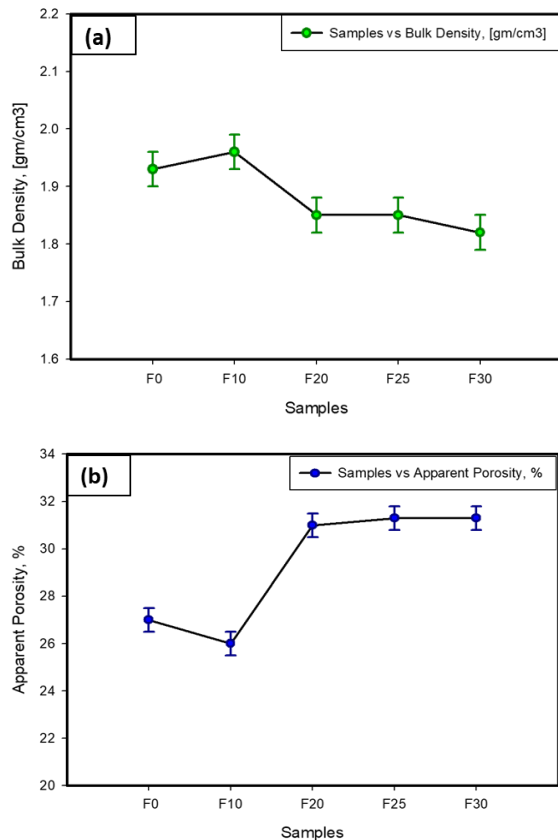 (a)
Samples vs Bulk Density, [gm/cm3]
2.2
2.1
2.0
1.9
1.8
1.7
1.6
Bulk Density, [gm/cm3]
F0 F10 F20 F25 F30
Samples
(b)
Samples vs Apparent Porosity, %
34
32
30
28
26
24
22
20
Apparent Porosity, %
F0 F10 F20 F25 F30
Samples